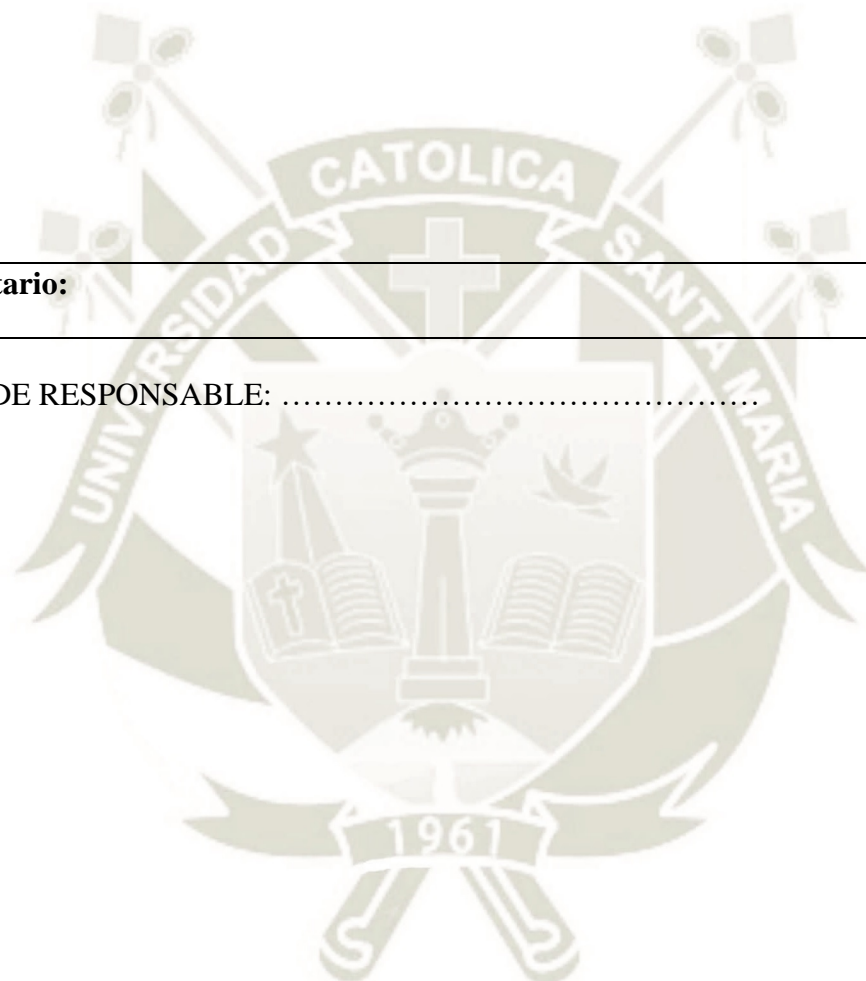 CATOLICA
UNIVERSIDAD
SANTA MARIA
tario:
DE RESPONSABLE: …………………………………………
1961